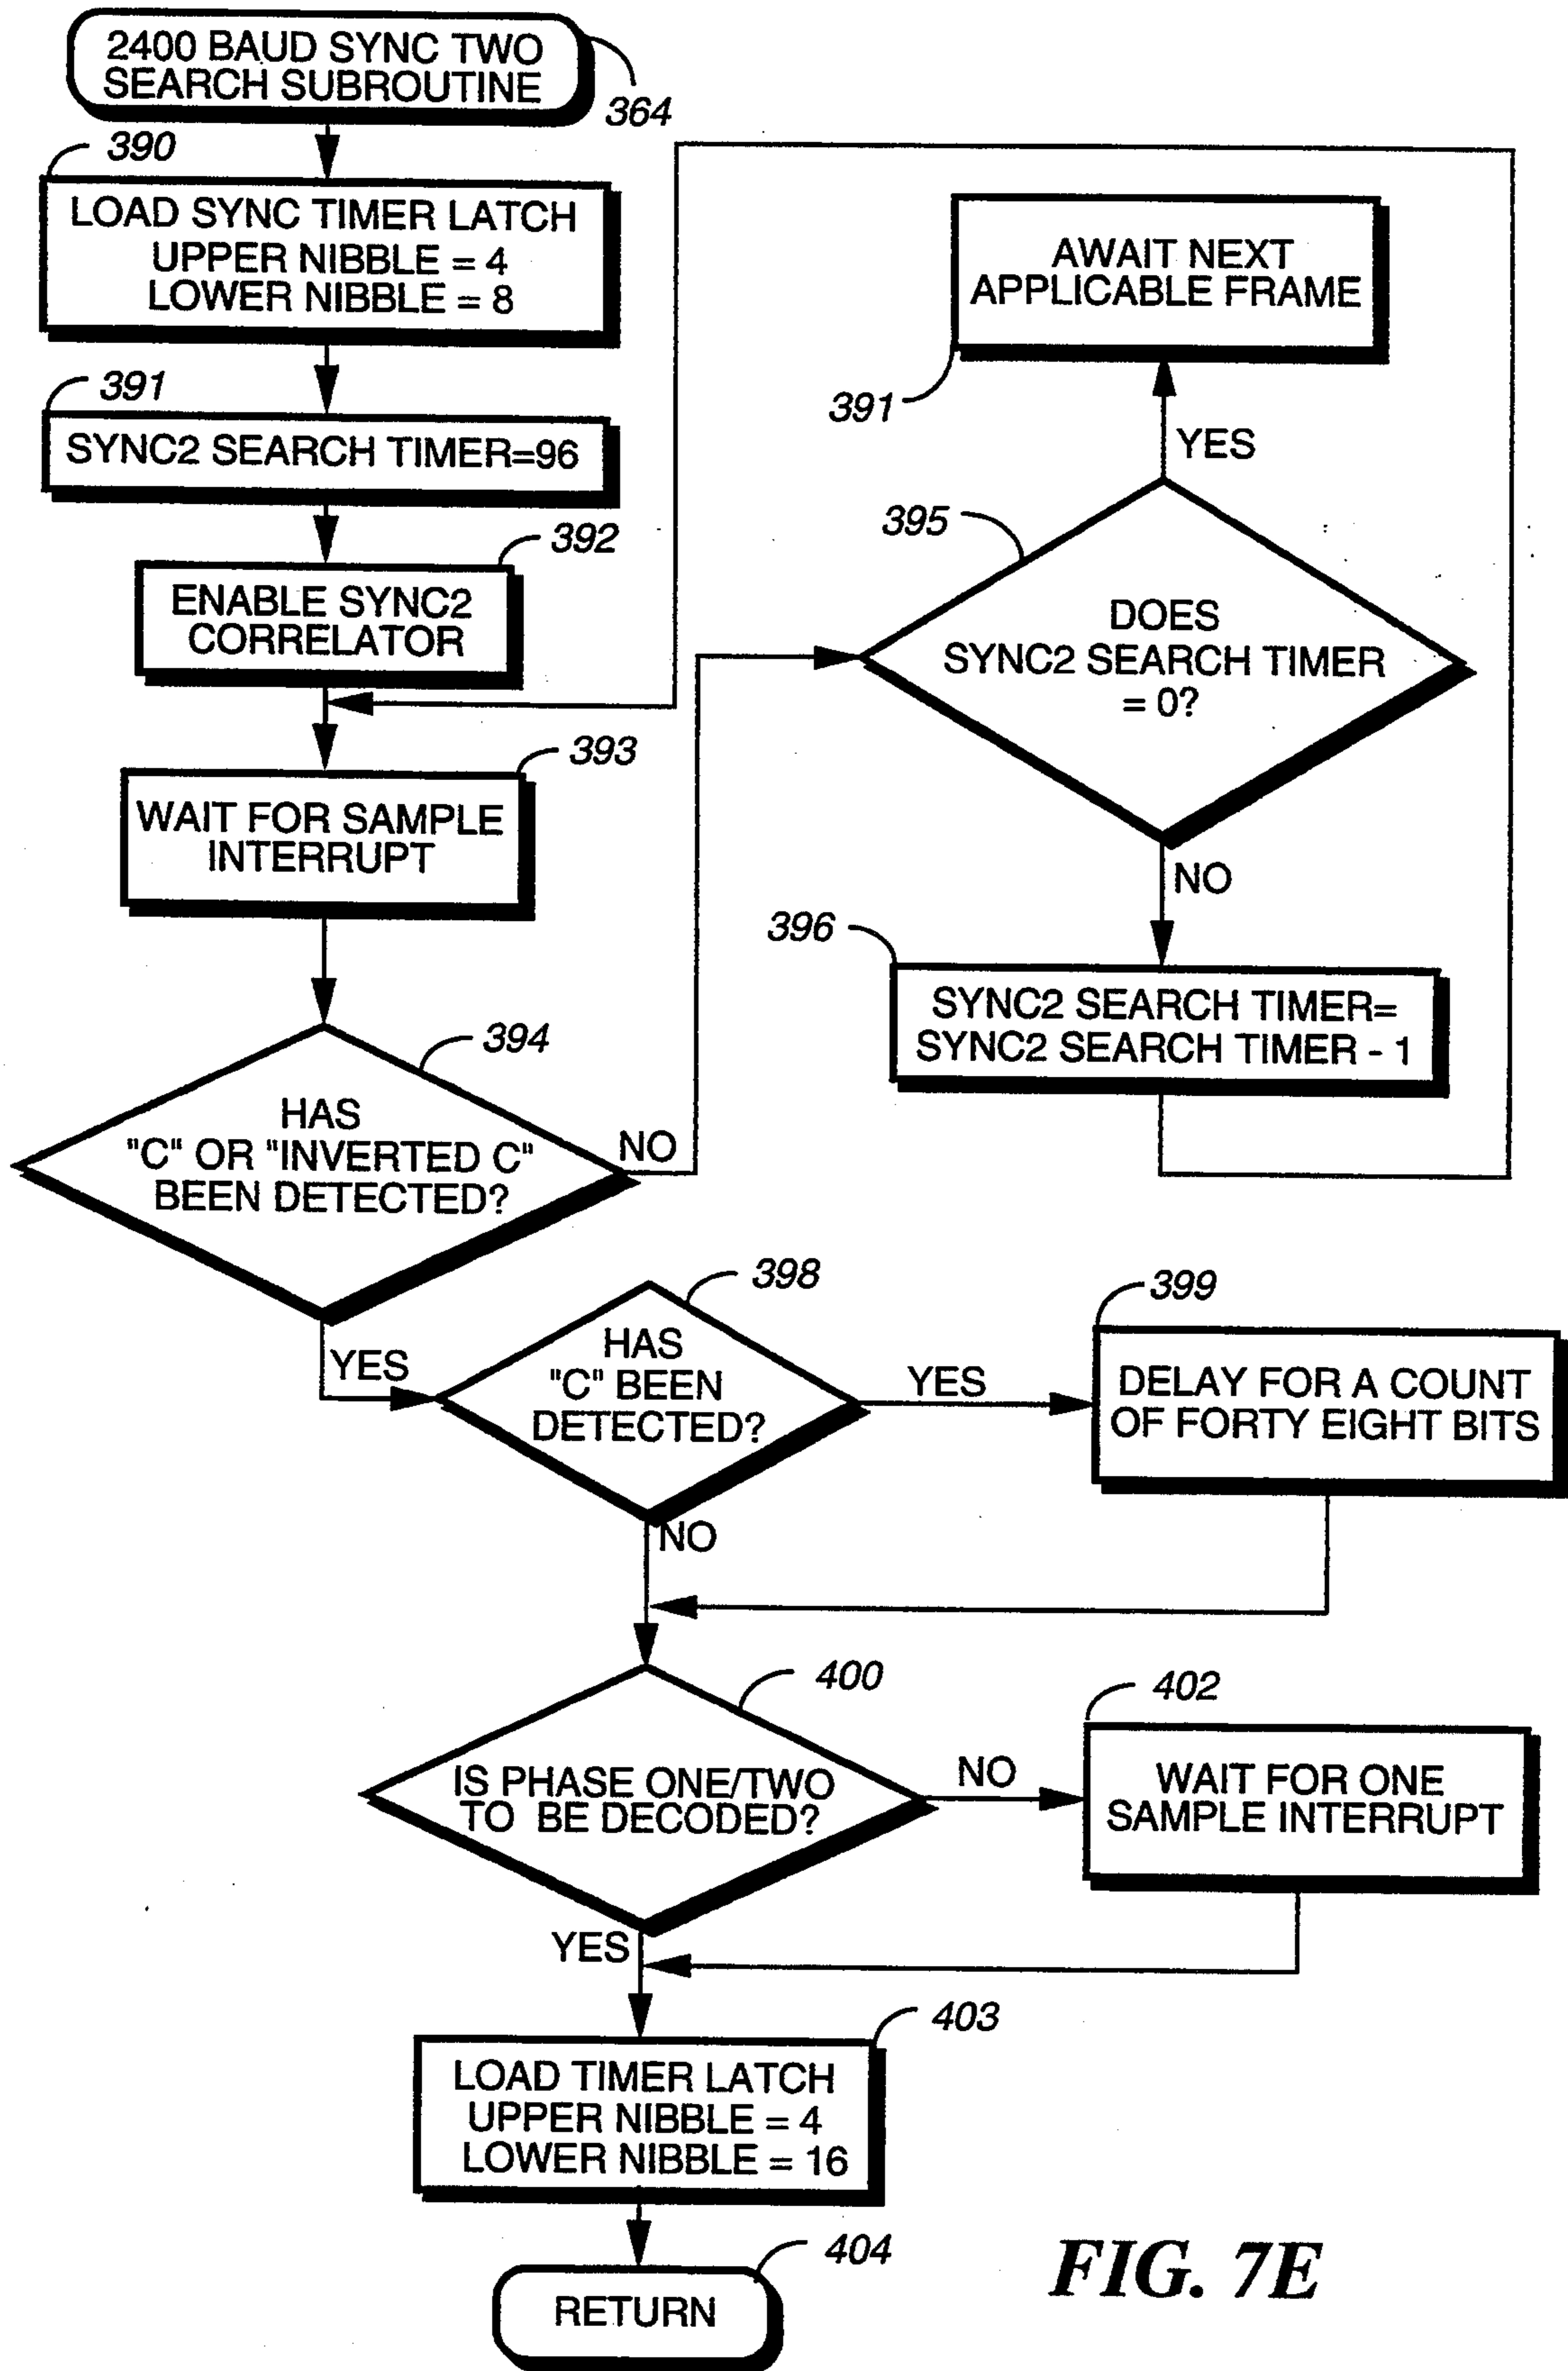 2400 BAUD SYNC TWO
SEARCH SUBROUTINE
364
390
LOAD SYNC TIMER LATCH
UPPER NIBBLE = 4
LOWER NIBBLE = 8
391
SYNC2 SEARCH TIMER=96
392
ENABLE SYNC2
CORRELATOR
393
WAIT FOR SAMPLE
INTERRUPT
394
HAS
"C" OR "INVERTED C"
BEEN DETECTED?
NO
YES
AWAIT NEXT
APPLICABLE FRAME
391
YES
395
DOES
SYNC2 SEARCH TIMER
= 0?
NO
396
SYNC2 SEARCH TIMER=
SYNC2 SEARCH TIMER - 1
398
HAS
"C" BEEN
DETECTED?
YES
NO
399
DELAY FOR A COUNT
OF FORTY EIGHT BITS
400
IS PHASE ONE/TWO
TO BE DECODED?
NO
YES
402
WAIT FOR ONE
SAMPLE INTERRUPT
403
LOAD TIMER LATCH
UPPER NIBBLE = 4
LOWER NIBBLE = 16
404
RETURN
FIG. 7E